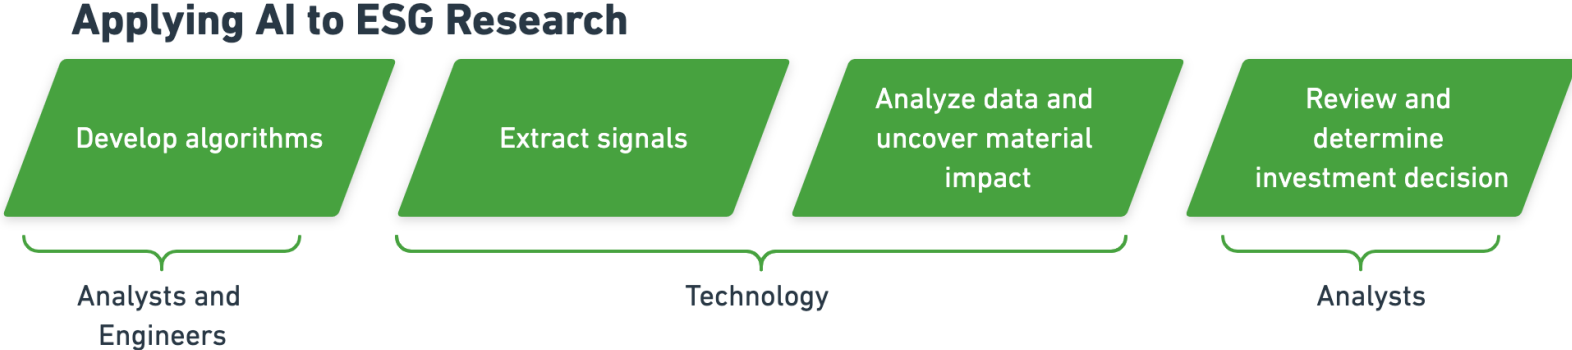 Applying AI to ESG Research
Develop algorithms
Extract signals
Analyze data and
uncover material
impact
Review and
determine
investment decision
Analysts and
Engineers
Technology
Analysts